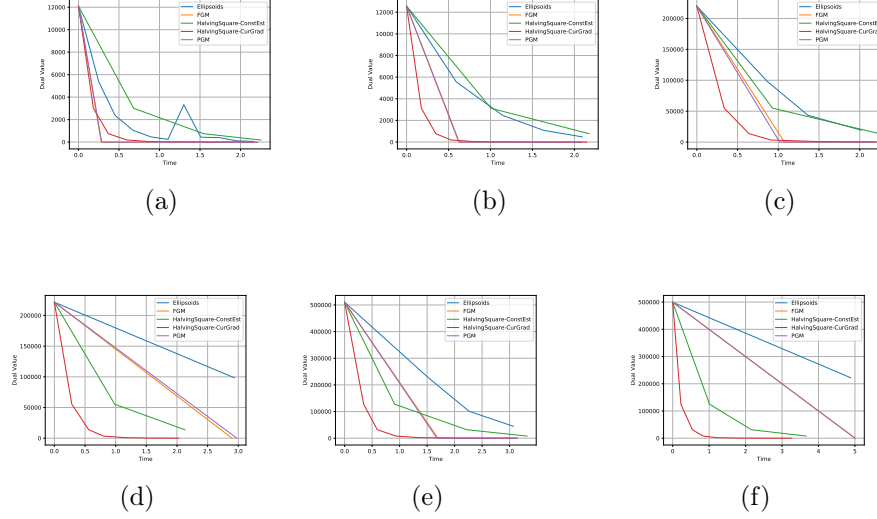 12000
10000
8000
6000
4000
2000
0
Dual Value
0.0 0.5 1.0 1.5 2.0
Time
Ellipsoids
FGM
HalvingSquare-ConstEst
HalvingSquare-CurGrad
PGM
(a)
12000
10000
8000
6000
4000
2000
0
Dual Value
0.0 0.5 1.0 1.5 2.0
Time
Ellipsoids
FGM
HalvingSquare-ConstEst
HalvingSquare-CurGrad
PGM
(b)
200000
150000
100000
50000
0
Dual Value
0.0 0.5 1.0 1.5 2.0
Time
Ellipsoids
FGM
HalvingSquare-ConstEst
HalvingSquare-CurGrad
PGM
(c)
200000
150000
100000
50000
0
Dual Value
0.0 0.5 1.0 1.5 2.0 2.5 3.0
Time
Ellipsoids
FGM
HalvingSquare-ConstEst
HalvingSquare-CurGrad
PGM
(d)
500000
400000
300000
200000
100000
0
Dual Value
0.0 0.5 1.0 1.5 2.0 2.5 3.0
Time
Ellipsoids
FGM
HalvingSquare-ConstEst
HalvingSquare-CurGrad
PGM
(e)
500000
400000
300000
200000
100000
0
Dual Value
0 1 2 3 4 5
Time
Ellipsoids
FGM
HalvingSquare-ConstEst
HalvingSquare-CurGrad
PGM
(f)